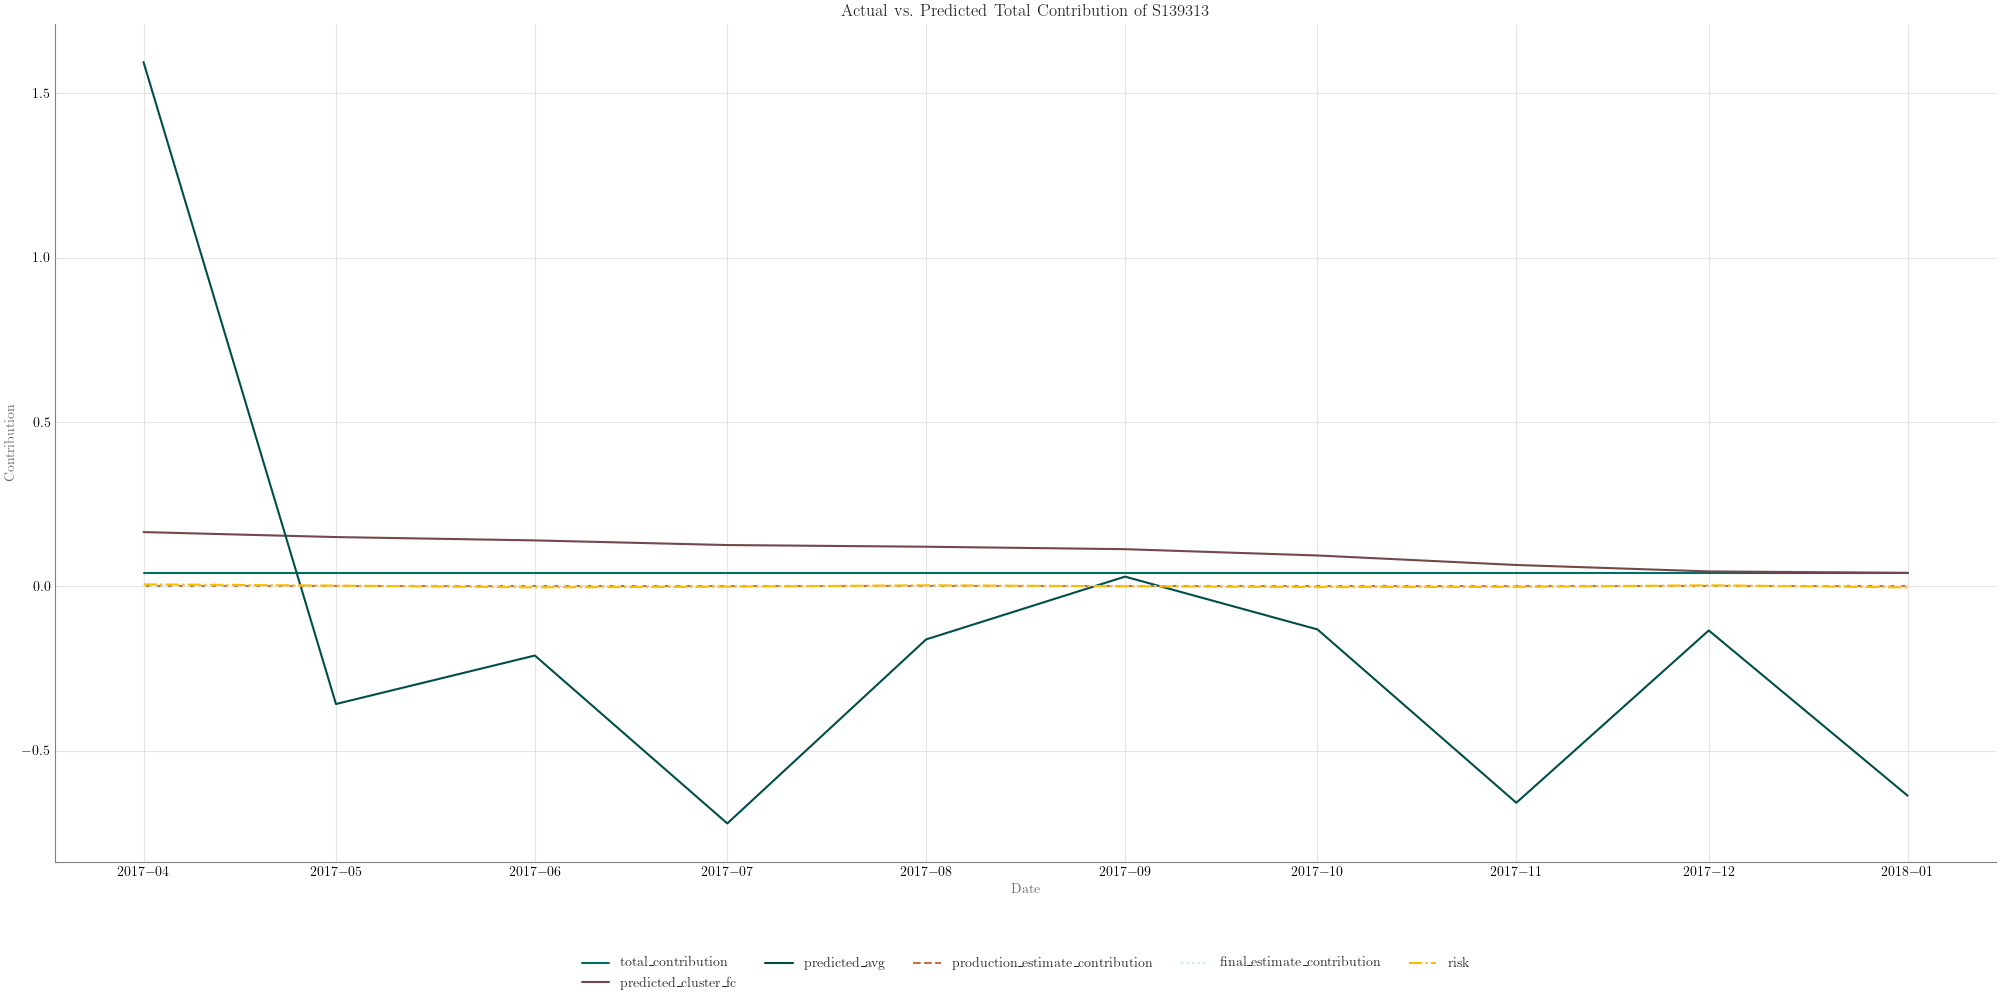 Actual vs. Predicted Total Contribution of S139313
Contribution
1.5
1.0
0.5
0.0
−0.5
2017−04 2017−05 2017−06 2017−07 2017−08 2017−09 2017−10 2017−11 2017−12 2018−01
Date
total_contribution predicted_avg production_estimate_contribution final_estimate_contribution risk
predicted_cluster_fc